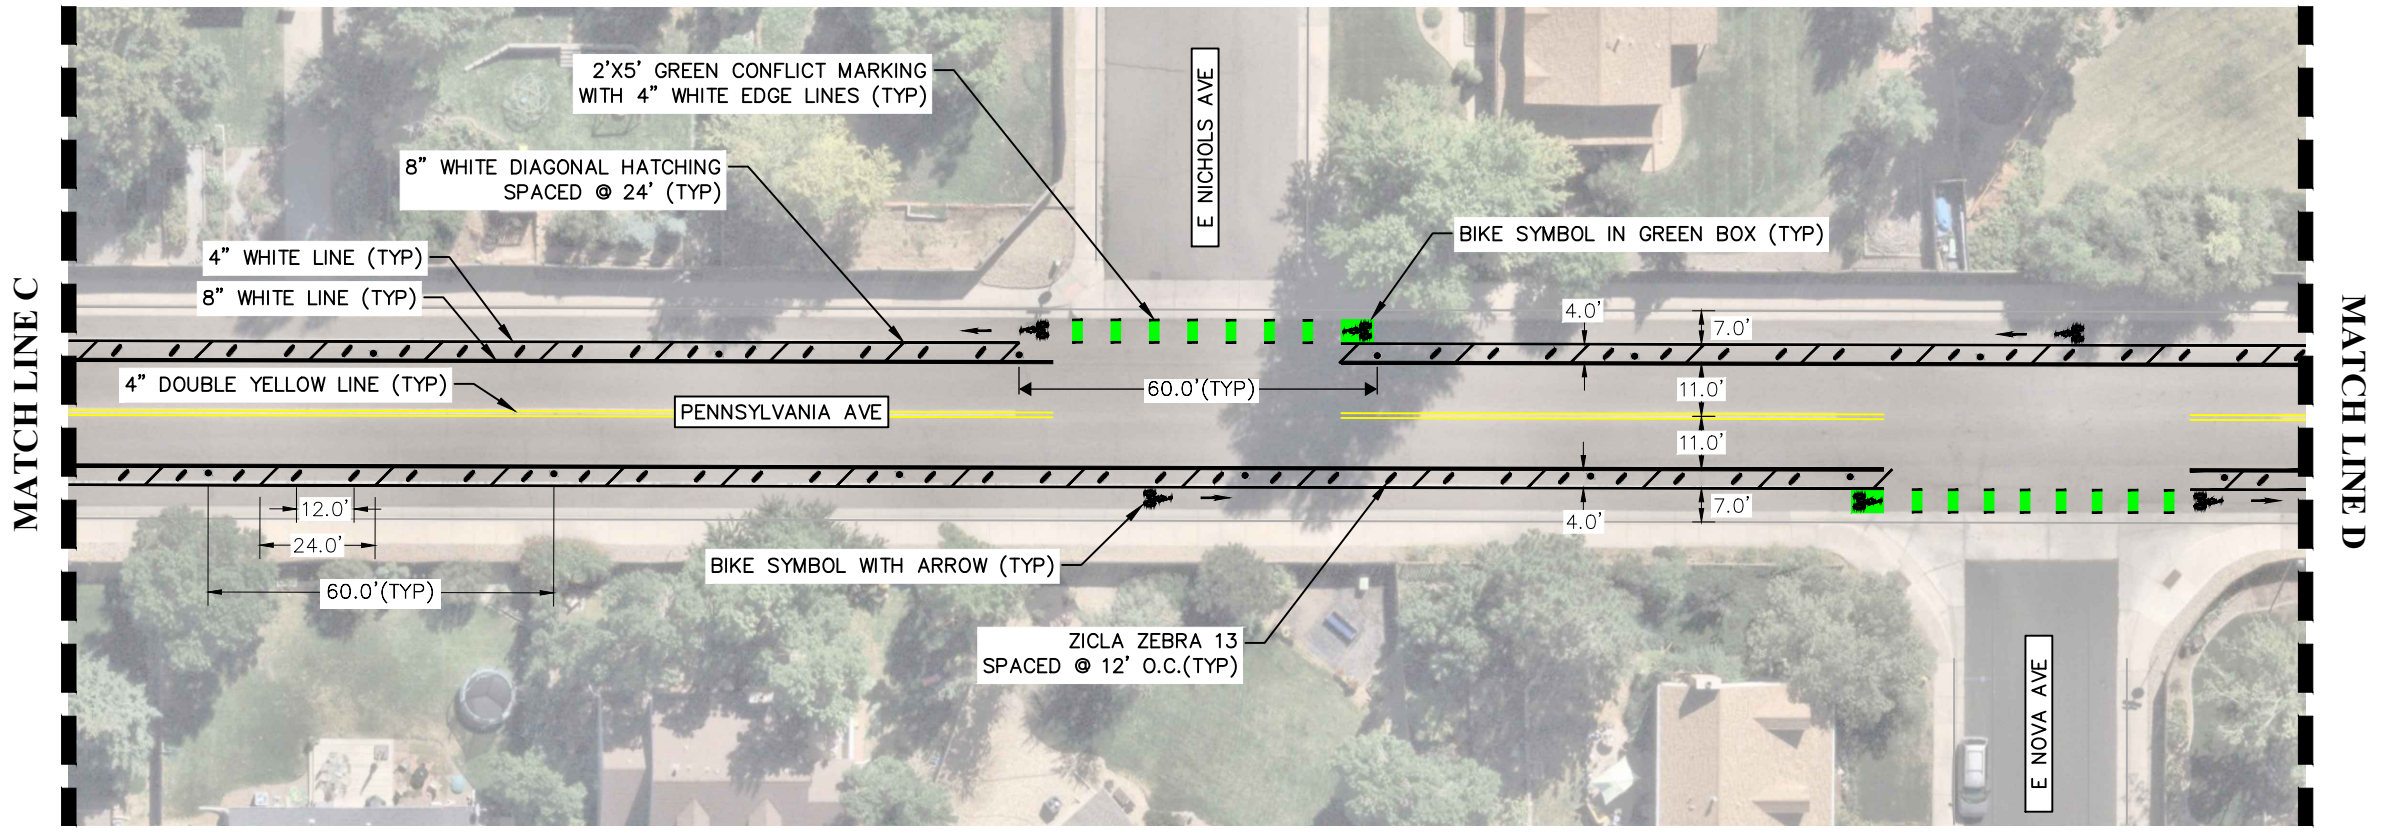 2'X5' GREEN CONFLICT MARKING
WITH 4" WHITE EDGE LINES (TYP)
E NICHOLS AVE
8" WHITE DIAGONAL HATCHING
SPACED @ 24' (TYP)
BIKE SYMBOL IN GREEN BOX (TYP)
4" WHITE LINE (TYP)
8" WHITE LINE (TYP)
MATCH LINE C
MATCH LINE D
4.0'
7.0'
4" DOUBLE YELLOW LINE (TYP)
60.0'(TYP)
11.0'
PENNSYLVANIA AVE
11.0'
12.0'
7.0'
4.0'
24.0'
BIKE SYMBOL WITH ARROW (TYP)
60.0'(TYP)
ZICLA ZEBRA 13
SPACED @ 12' O.C.(TYP)
E NOVA AVE